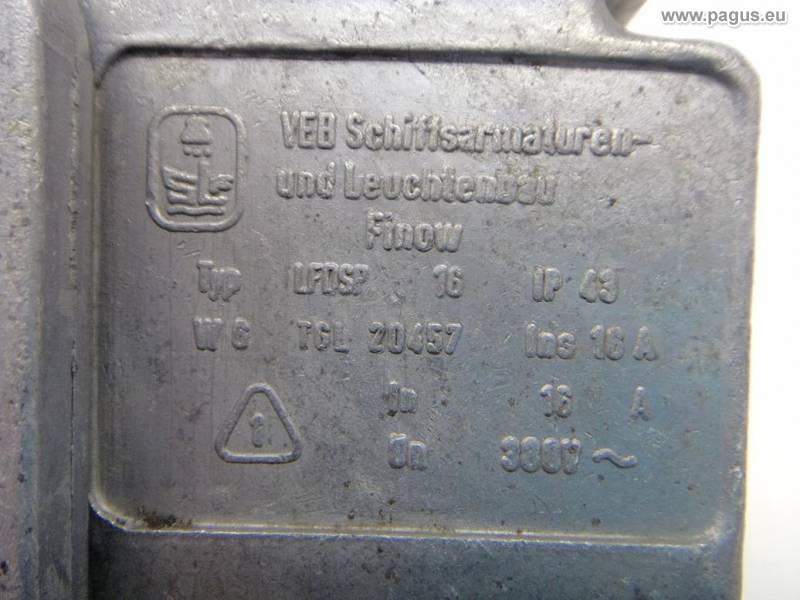 www.pagus.eu
VEB Schiffsarmaturen-
und Leuchtenbau
Finow
Typ LFDSP 16 IP 43
W 6 TGL 20457 Ins 16 A
In 16 A
1
Un 380V ~